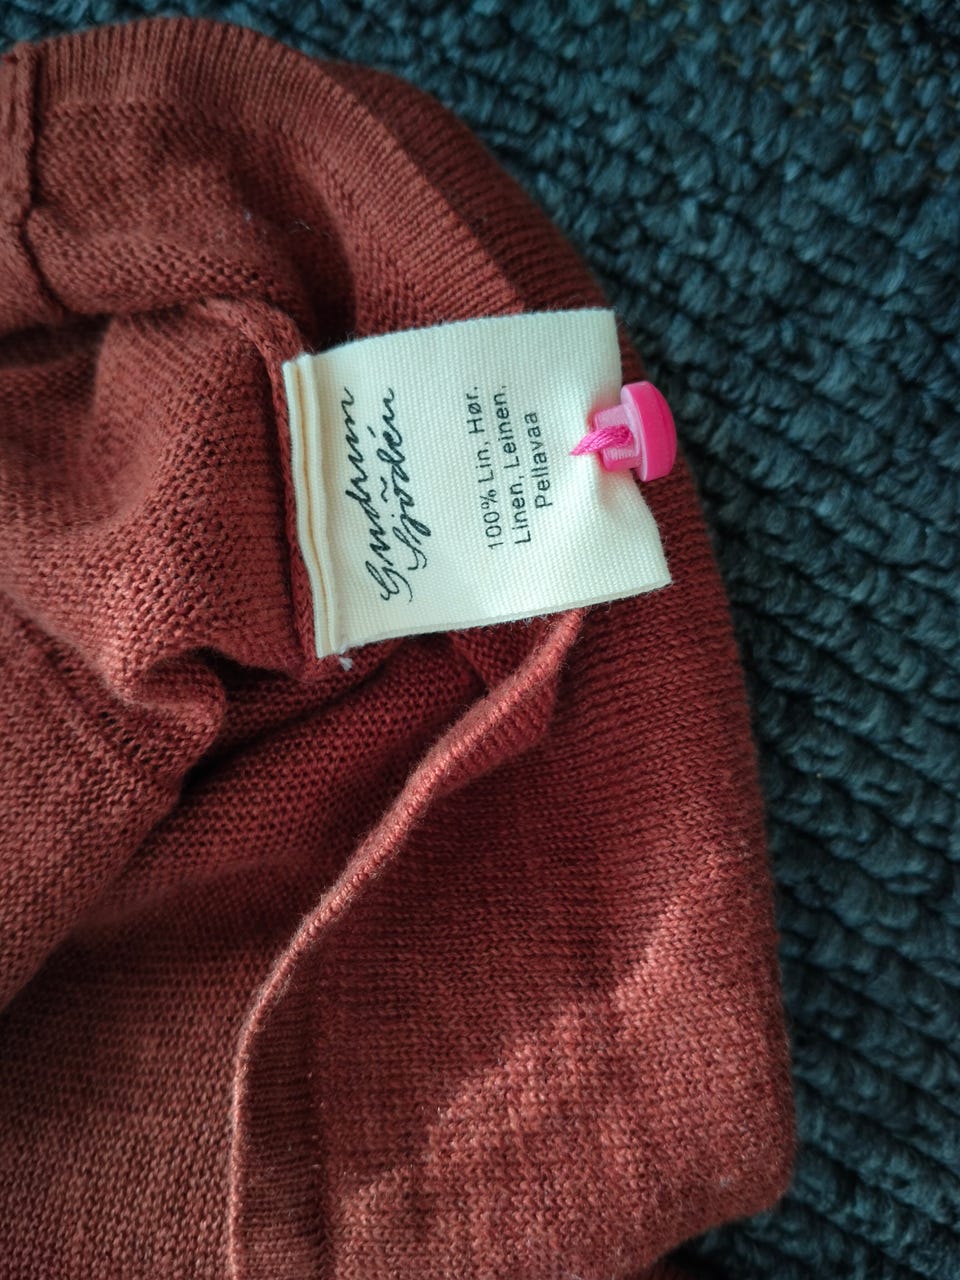 Gudrun
Sjödén
100% Lin, Hør.
Linen, Leinen,
Pellavaa